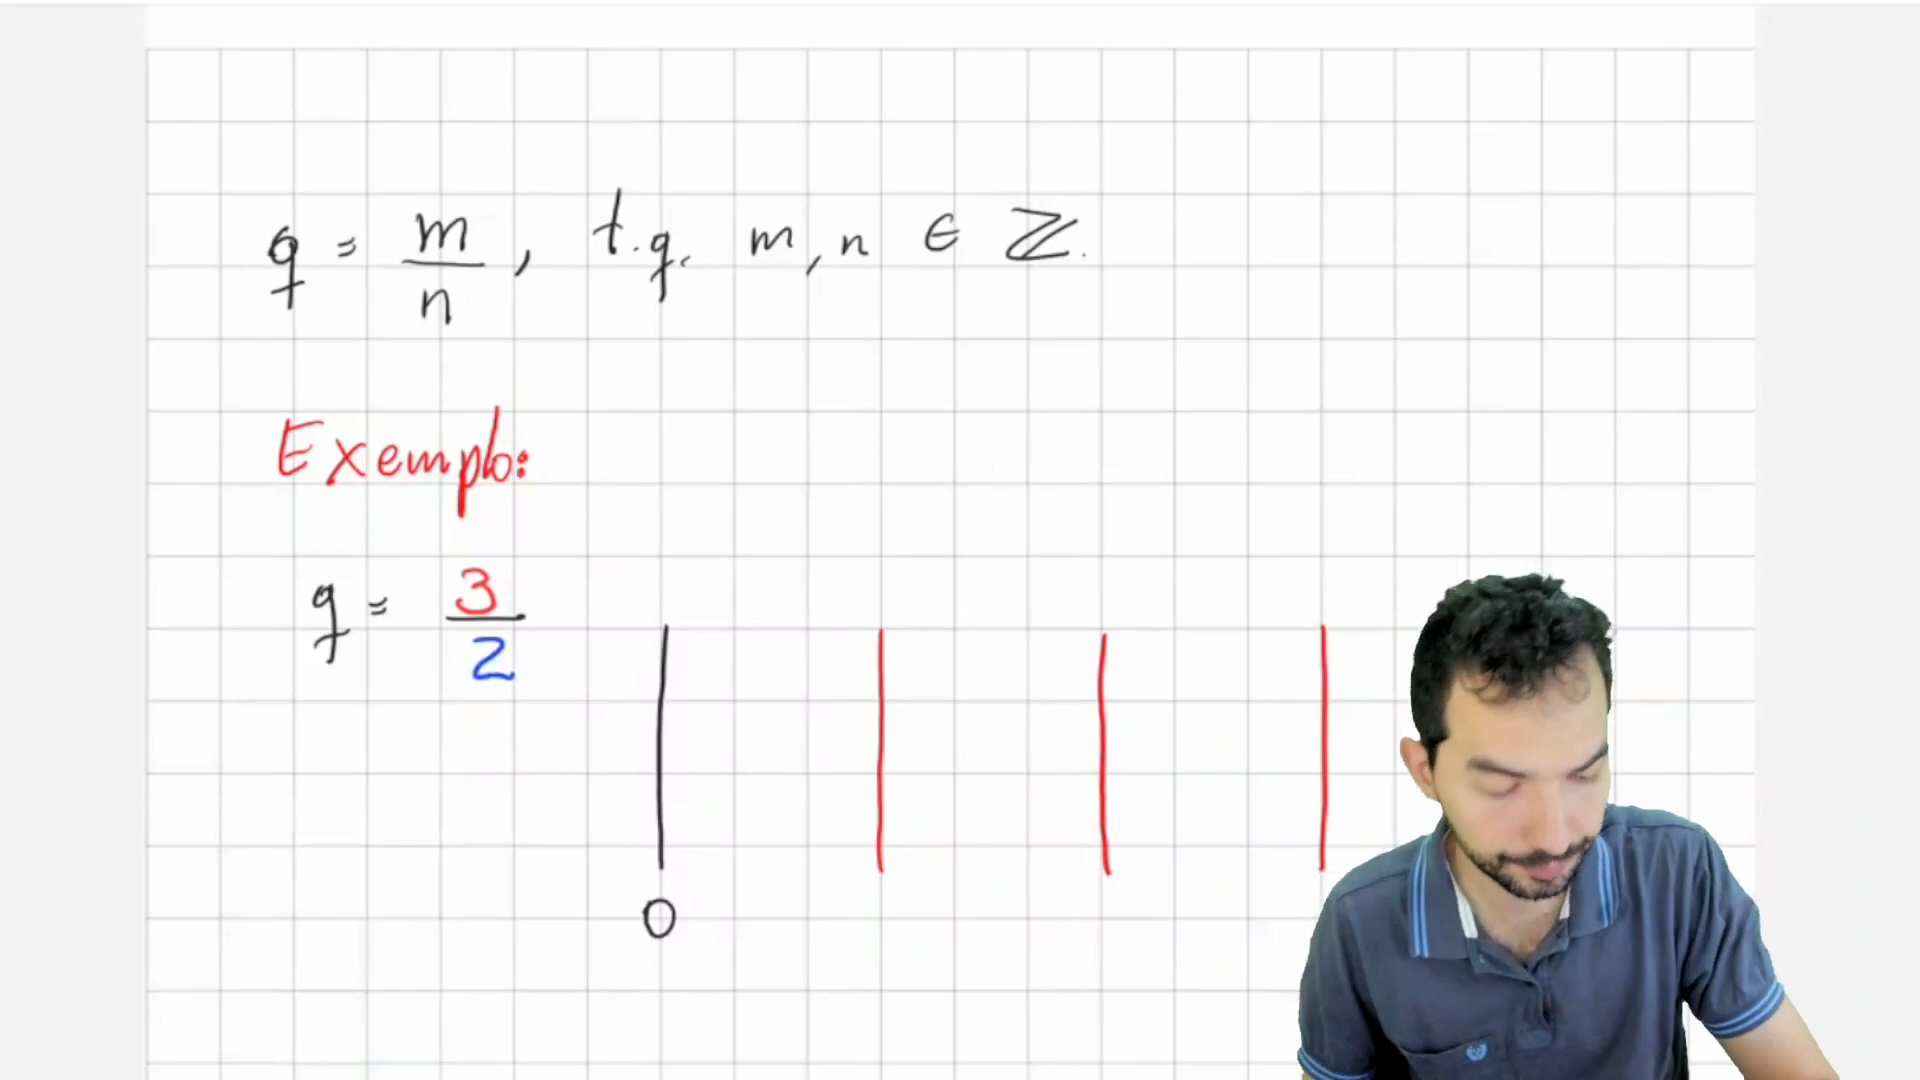 q = m/n, t.q. m, n ∈ ℤ.
Exemplo:
q = 3/2
0